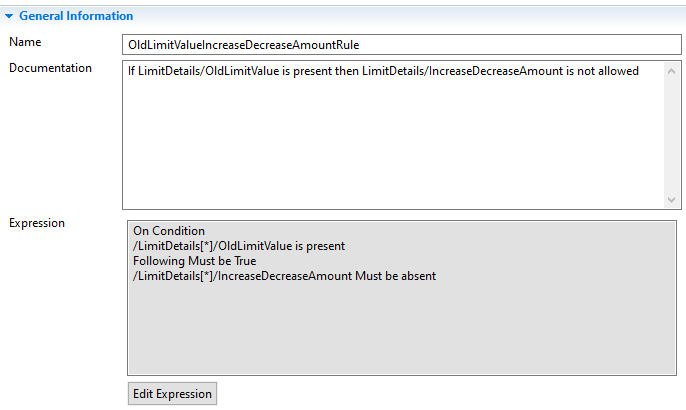 General Information
Name
OldLimitValueIncreaseDecreaseAmountRule
Documentation
If LimitDetails/OldLimitValue is present then LimitDetails/IncreaseDecreaseAmount is not allowed
Expression
On Condition
/LimitDetails[*]/OldLimitValue is present
Following Must be True
/LimitDetails[*]/IncreaseDecreaseAmount Must be absent
Edit Expression